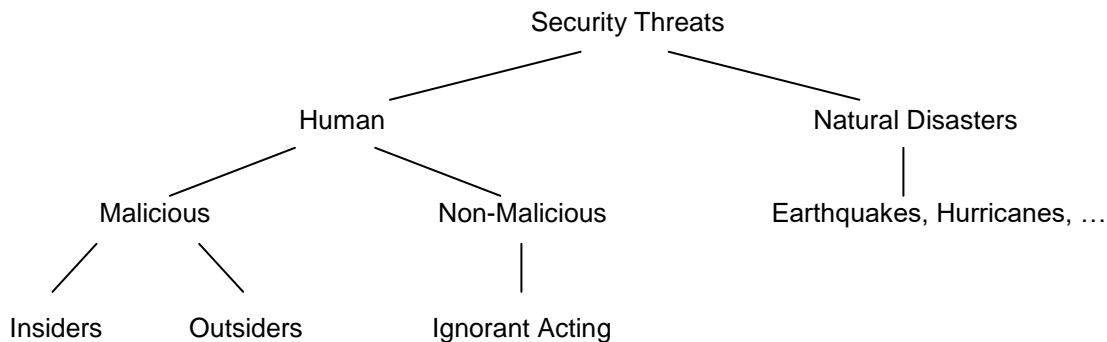 Security Threats
Human
Natural Disasters
Malicious
Non-Malicious
Earthquakes, Hurricanes, …
Insiders
Outsiders
Ignorant Acting